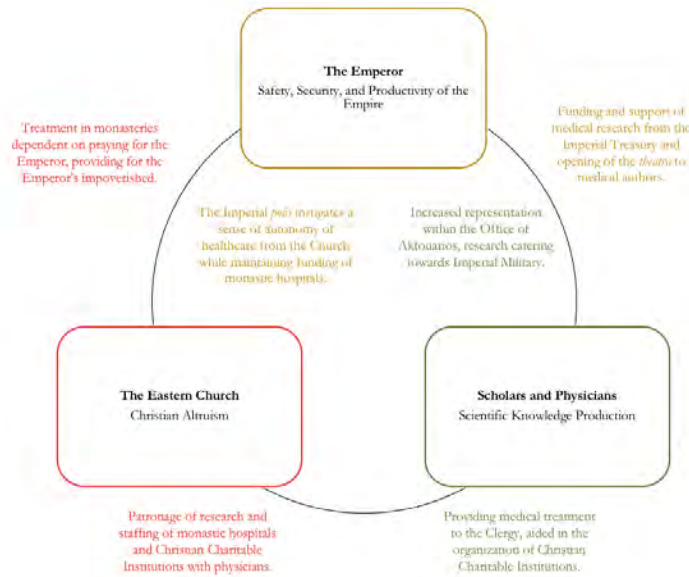 The Emperor
Safety, Security, and Productivity of the
Empire
Treatment in monasteries
dependent on praying for the
Emperor, providing for the
Emperor's impoverished.
Funding and support of
medical research from the
Imperial Treasury and
opening of the theatra to
medical authors.
The Imperial instigates a
sense of autonomy of
healthcare from the Church
while maintaining funding of
monastic hospitals.
Increased representation
within the Office of
Aktouarios, research catering
towards Imperial Military.
The Eastern Church
Christian Altruism
Scholars and Physicians
Scientific Knowledge Production
Patronage of research and
staffing of monastic hospitals
and Christian Charitable
Institutions with physicians.
Providing medical treatment
to the Clergy, aided in the
organization of Christian
Charitable Institutions.